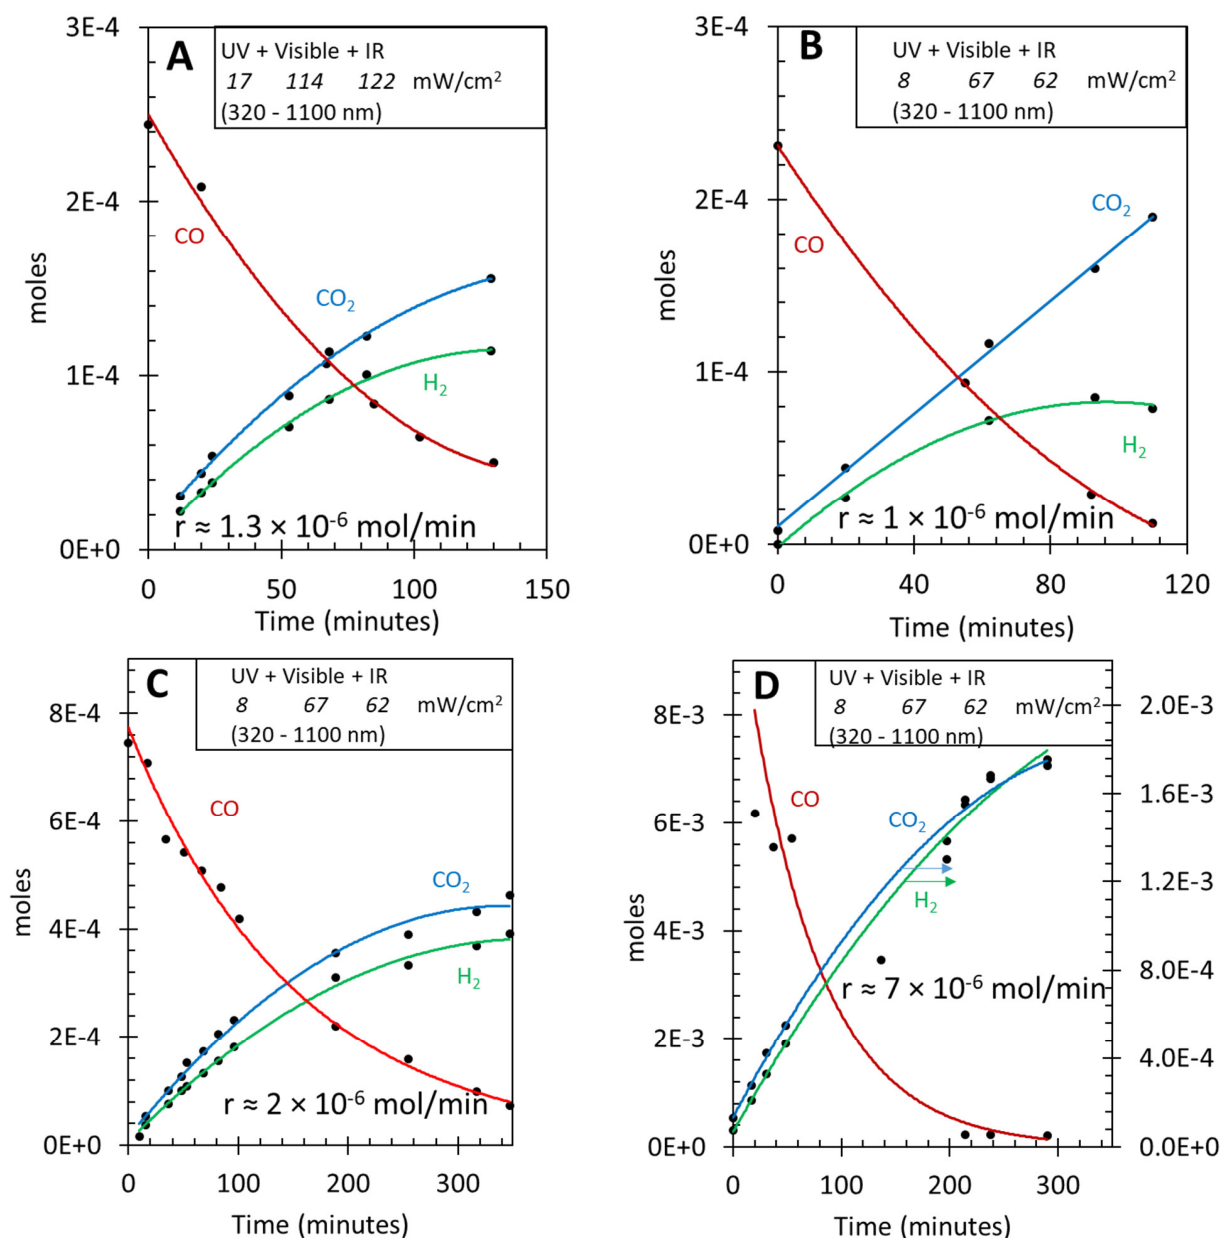 A
UV + Visible + IR
17 114 122 mW/cm²
(320 - 1100 nm)
3E-4
2E-4
1E-4
0E+0
moles
CO
CO₂
H₂
r ≈ 1.3 × 10⁻⁶ mol/min
0 50 100 150
Time (minutes)
B
UV + Visible + IR
8 67 62 mW/cm²
(320 - 1100 nm)
3E-4
2E-4
1E-4
0E+0
moles
CO
CO₂
H₂
r ≈ 1 × 10⁻⁶ mol/min
0 40 80 120
Time (minutes)
C
UV + Visible + IR
8 67 62 mW/cm²
(320 - 1100 nm)
8E-4
6E-4
4E-4
2E-4
0E+0
moles
CO
CO₂
H₂
r ≈ 2 × 10⁻⁶ mol/min
0 100 200 300
Time (minutes)
D
UV + Visible + IR
8 67 62 mW/cm²
(320 - 1100 nm)
8E-3
6E-3
4E-3
2E-3
0E+0
moles
CO
CO₂
H₂
r ≈ 7 × 10⁻⁶ mol/min
2.0E-3
1.6E-3
1.2E-3
8.0E-4
4.0E-4
0.0E+0
0 100 200 300
Time (minutes)